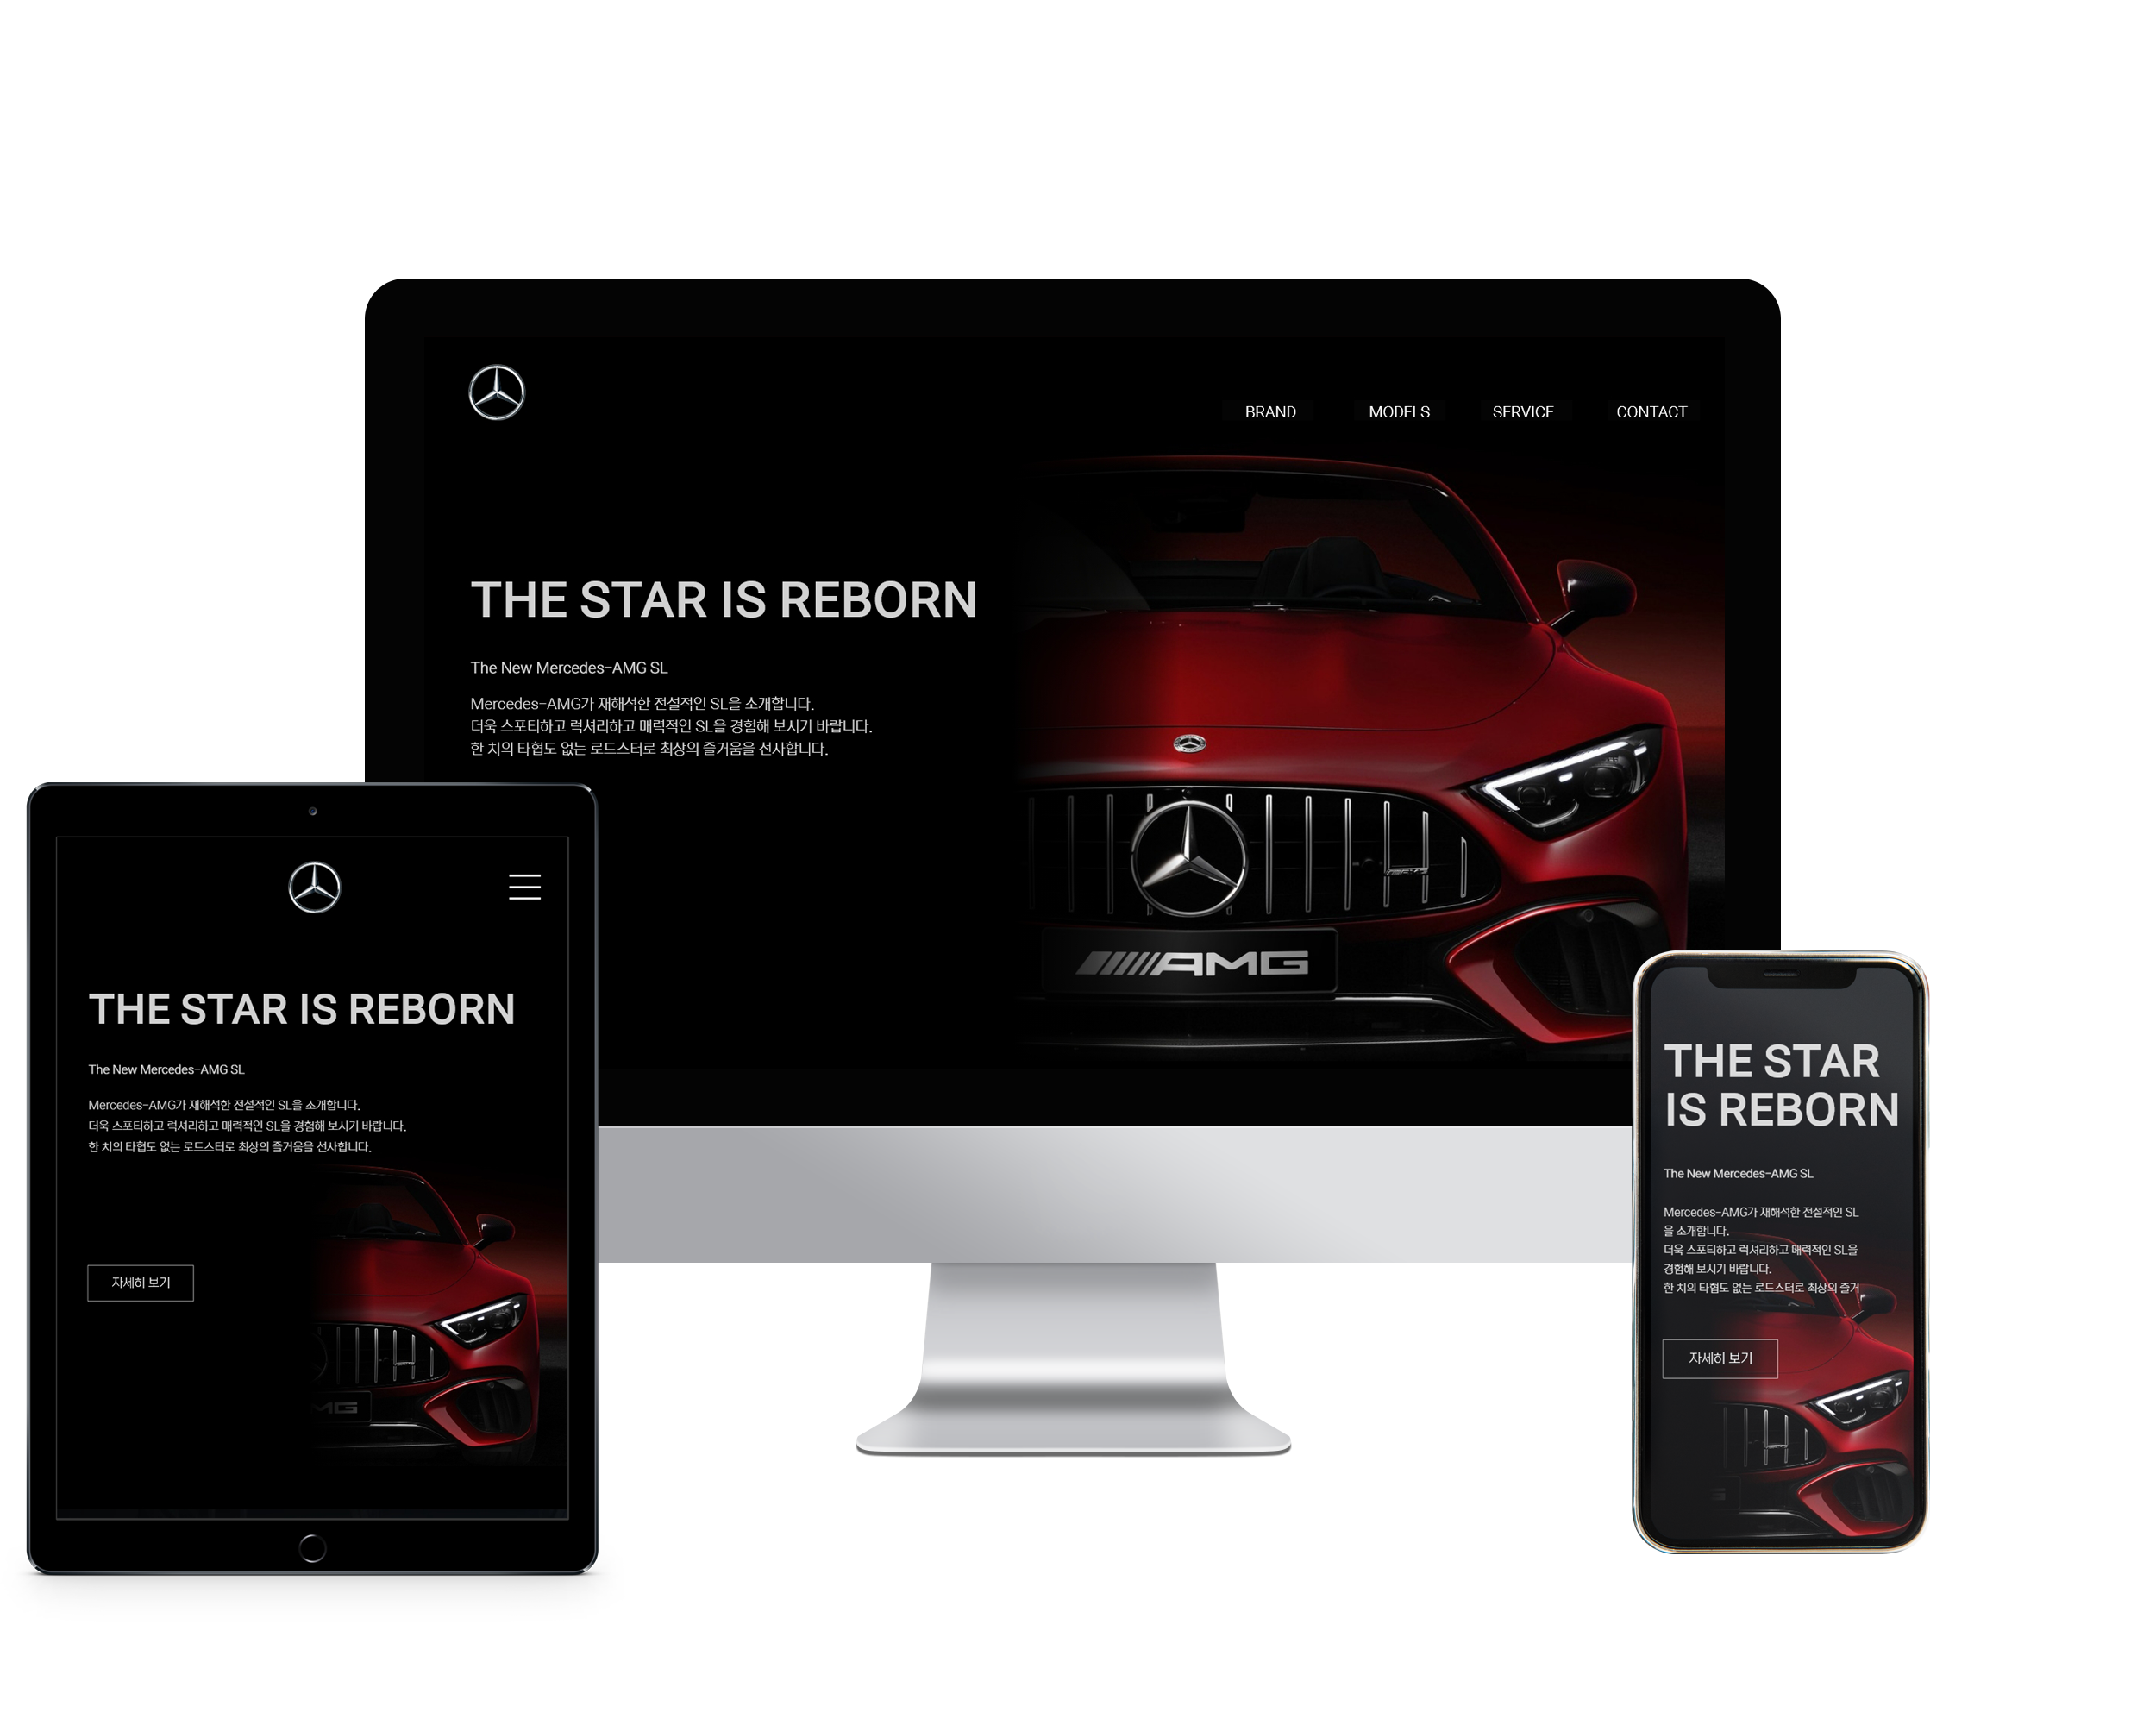 BRAND MODELS SERVICE CONTACT
THE STAR IS REBORN
The New Mercedes-AMG SL
Mercedes-AMG가 재해석한 전설적인 SL을 소개합니다.
더욱 스포티하고 럭셔리하고 매력적인 SL을 경험해 보시기 바랍니다.
한 치의 타협도 없는 로드스터로 최상의 즐거움을 선사합니다.
AMG
THE STAR IS REBORN
The New Mercedes-AMG SL
Mercedes-AMG가 재해석한 전설적인 SL을 소개합니다.
더욱 스포티하고 럭셔리하고 매력적인 SL을 경험해 보시기 바랍니다.
한 치의 타협도 없는 로드스터로 최상의 즐거움을 선사합니다.
자세히 보기
MG
THE STAR
IS REBORN
The New Mercedes-AMG SL
Mercedes-AMG가 재해석한 전설적인 SL
을 소개합니다.
더욱 스포티하고 럭셔리하고 매력적인 SL을
경험해 보시기 바랍니다.
한 치의 타협도 없는 로드스터로 최상의 즐거
자세히 보기
G